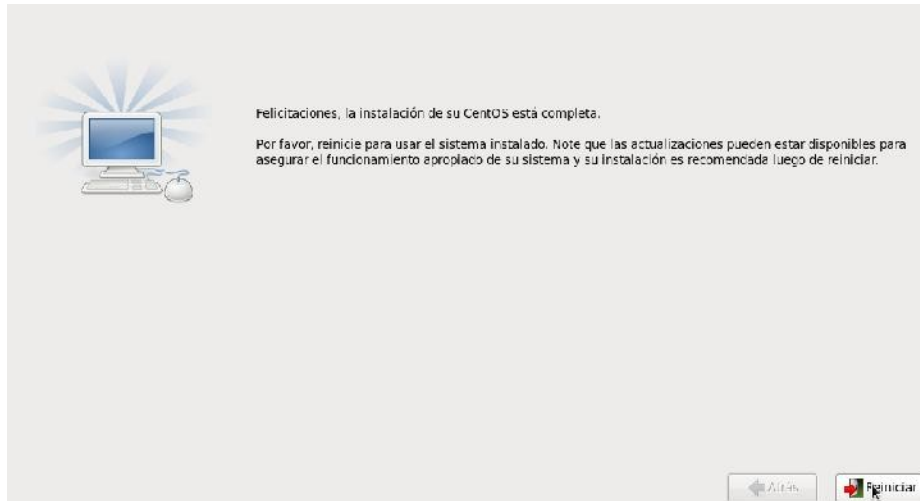 Felicitaciones, la instalación de su CentOS está completa.
Por favor, reinicie para usar el sistema instalado. Note que las actualizaciones pueden estar disponibles para
asegurar el funcionamiento apropiado de su sistema y su instalación es recomendada luego de reiniciar.
Atrás
Reiniciar